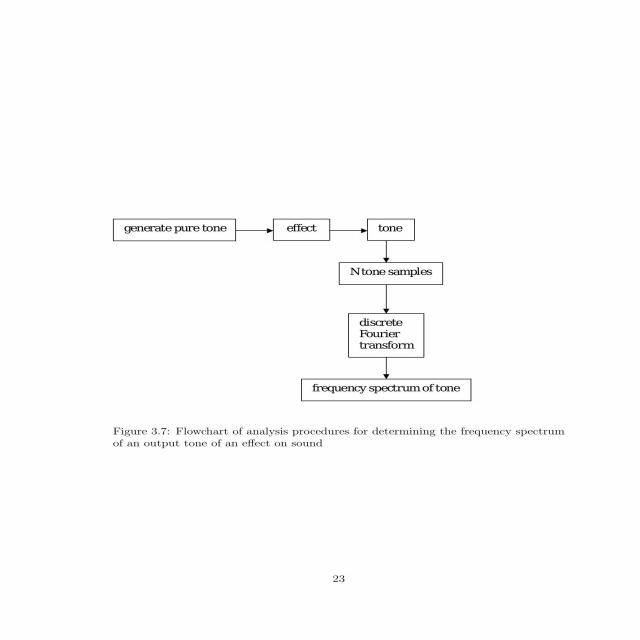 generate pure tone
effect
tone
N tone samples
discrete
Fourier
transform
frequency spectrum of tone
Figure 3.7: Flowchart of analysis procedures for determining the frequency spectrum
of an output tone of an effect on sound
23